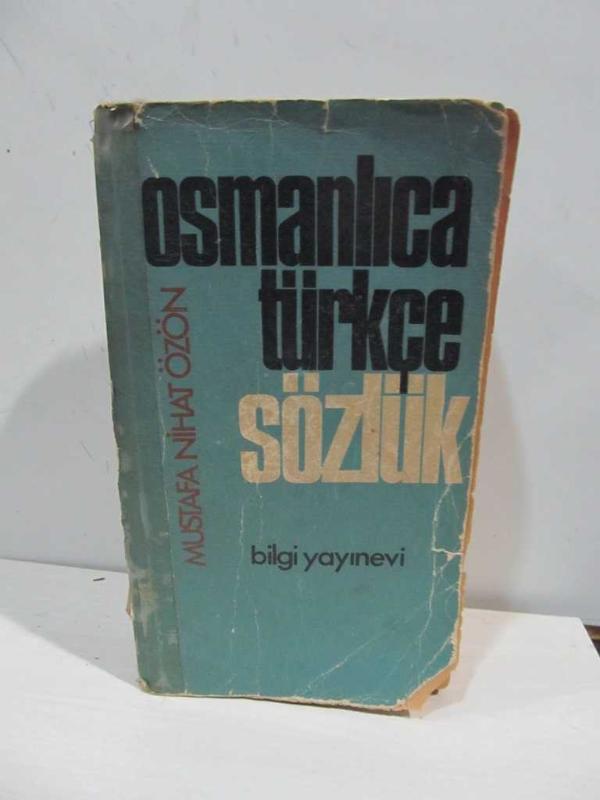 osmanlıca
türkçe
sözlük
MUSTAFA NİHAT ÖZÖN
bilgi yayınevi